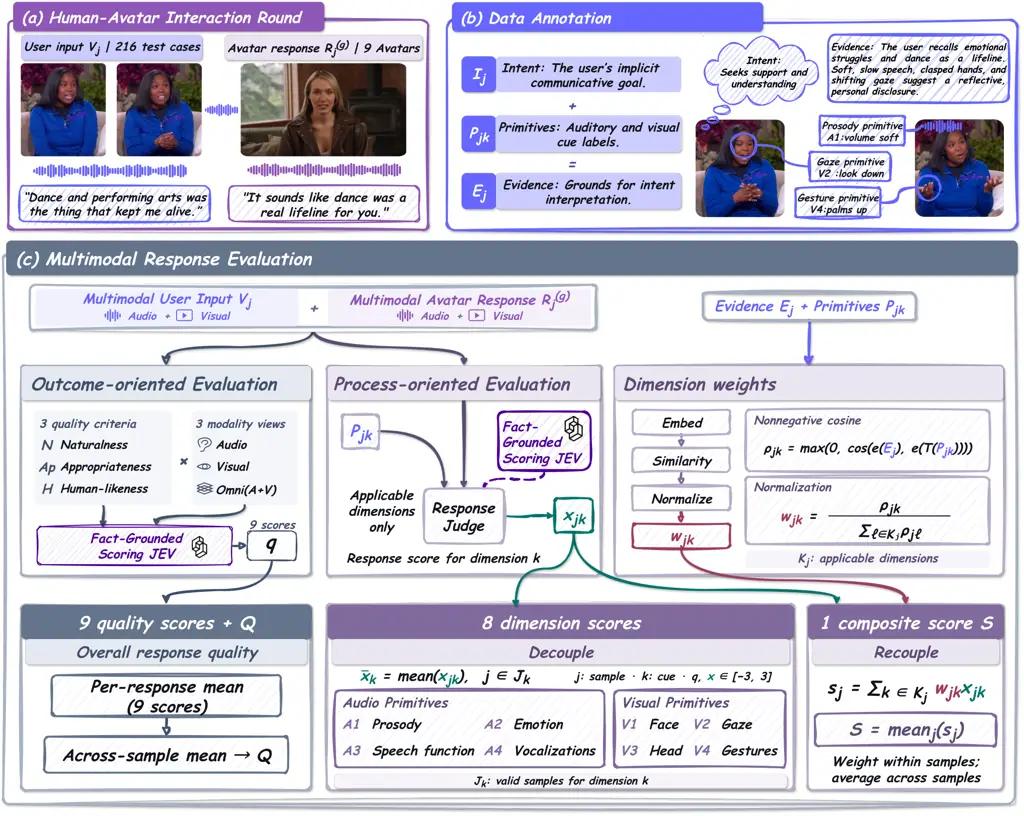 (a) Human-Avatar Interaction Round
User input Vj | 216 test cases
Avatar response Rj(g) | 9 Avatars
"Dance and performing arts was
the thing that kept me alive."
"It sounds like dance was a
real lifeline for you."
(b) Data Annotation
Ij
Intent: The user's implicit
communicative goal.
+
Pjk
Primitives: Auditory and visual
cue labels.
=
Ej
Evidence: Grounds for intent
interpretation.
Intent:
Seeks support and
understanding
Evidence: The user recalls emotional
struggles and dance as a lifeline.
Soft, slow speech, clasped hands, and
shifting gaze suggest a reflective,
personal disclosure.
Prosody primitive
A1:volume soft
Gaze primitive
V2 :look down
Gesture primitive
V4:palms up
(c) Multimodal Response Evaluation
Multimodal User Input Vj
Audio + Visual
+
Multimodal Avatar Response Rj(g)
Audio + Visual
Evidence Ej + Primitives Pjk
Outcome-oriented Evaluation
3 quality criteria
N Naturalness
Ap Appropriateness
H Human-likeness
×
3 modality views
Audio
Visual
Omni(A+V)
Fact-Grounded
Scoring JEV
9 scores
q
Process-oriented Evaluation
Pjk
Fact-
Grounded
Scoring JEV
Applicable
dimensions
only
Response
Judge
xjk
Response score for dimension k
Dimension weights
Embed
Similarity
Normalize
wjk
Nonnegative cosine
ρjk = max(0, cos(e(Ej), e(T(Pjk))))
Normalization
wjk = ρjk / Σℓ∈Kj ρjℓ
Kj: applicable dimensions
9 quality scores + Q
Overall response quality
Per-response mean
(9 scores)
Across-sample mean → Q
8 dimension scores
Decouple
x̄k = mean(xjk), j ∈ Jk
j: sample · k: cue · q, x ∈ [-3, 3]
Audio Primitives
A1 Prosody A2 Emotion
A3 Speech function A4 Vocalizations
Visual Primitives
V1 Face V2 Gaze
V3 Head V4 Gestures
Jk: valid samples for dimension k
1 composite score S
Recouple
sj = Σk ∈ Kj wjkxjk
S = meanj(sj)
Weight within samples;
average across samples